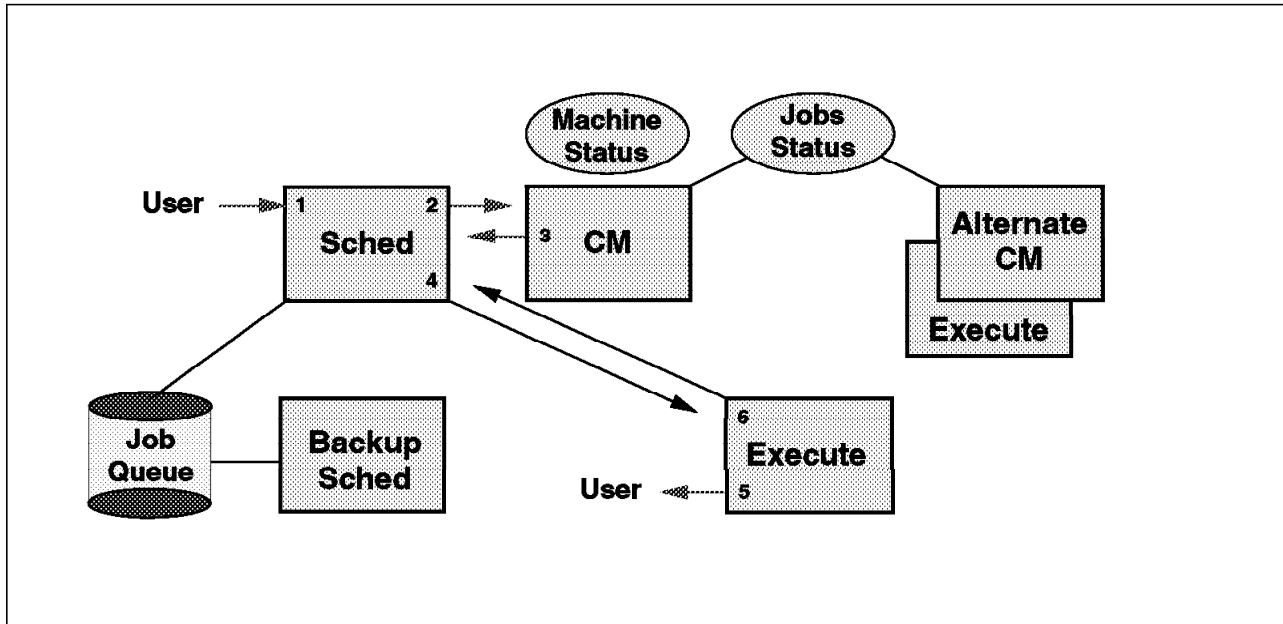 Machine
Status
Jobs
Status
User
1
2
Sched
4
3
CM
Alternate
CM
Execute
Job
Queue
Backup
Sched
6
Execute
5
User